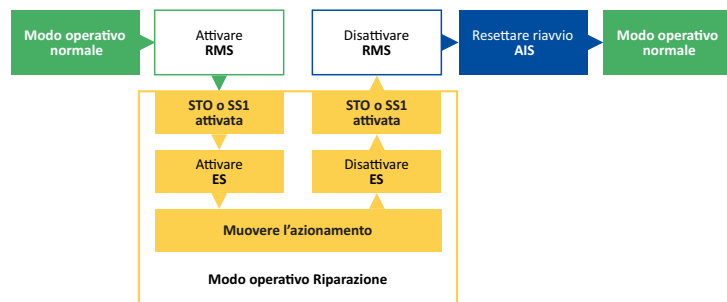 Modo operativo
normale
Attivare
RMS
Disattivare
RMS
Resettare riavvio
AIS
Modo operativo
normale
STO o SS1
attivata
STO o SS1
attivata
Attivare
ES
Disattivare
ES
Muovere l’azionamento
Modo operativo Riparazione